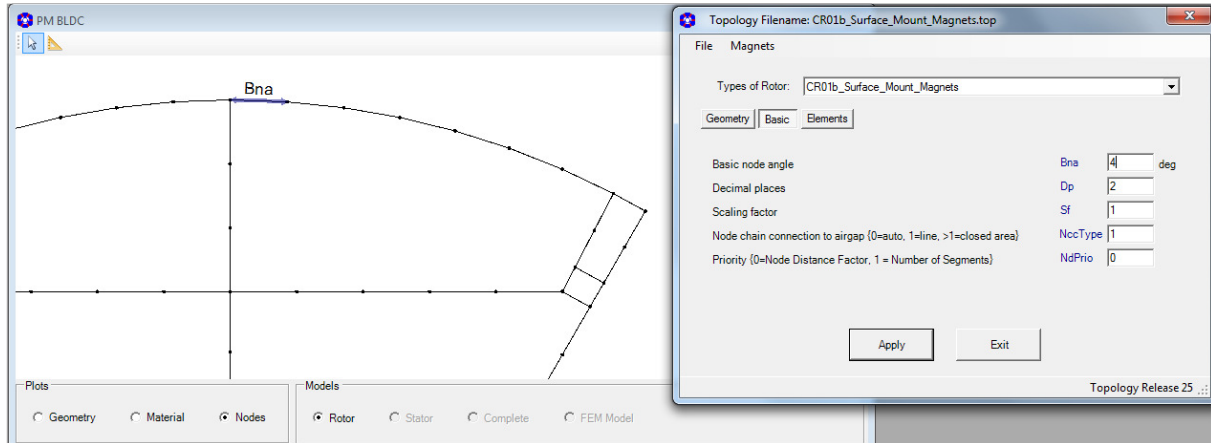 PM BLDC
Bna
Plots
Geometry Material Nodes
Models
Rotor Stator Complete FEM Model
Topology Filename: CR01b_Surface_Mount_Magnets.top
File Magnets
Types of Rotor: CR01b_Surface_Mount_Magnets
Geometry Basic Elements
Basic node angle Bna 4 deg
Decimal places Dp 2
Scaling factor Sf 1
Node chain connection to airgap {0=auto, 1=line, >1=closed area} NccType 1
Priority {0=Node Distance Factor, 1 = Number of Segments} NdPrio 0
Apply Exit
Topology Release 25